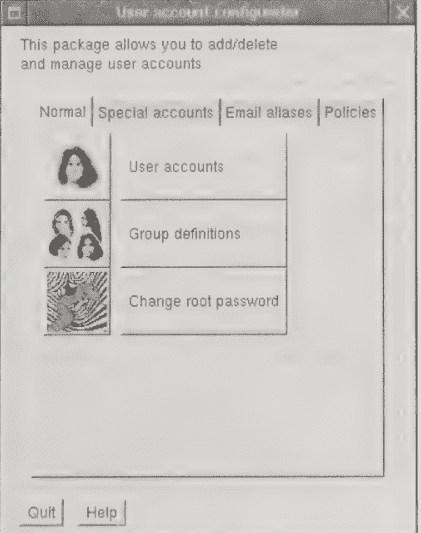 User account configurator
This package allows you to add/delete
and manage user accounts
Normal Special accounts Email aliases Policies
User accounts
Group definitions
Change root password
Quit Help